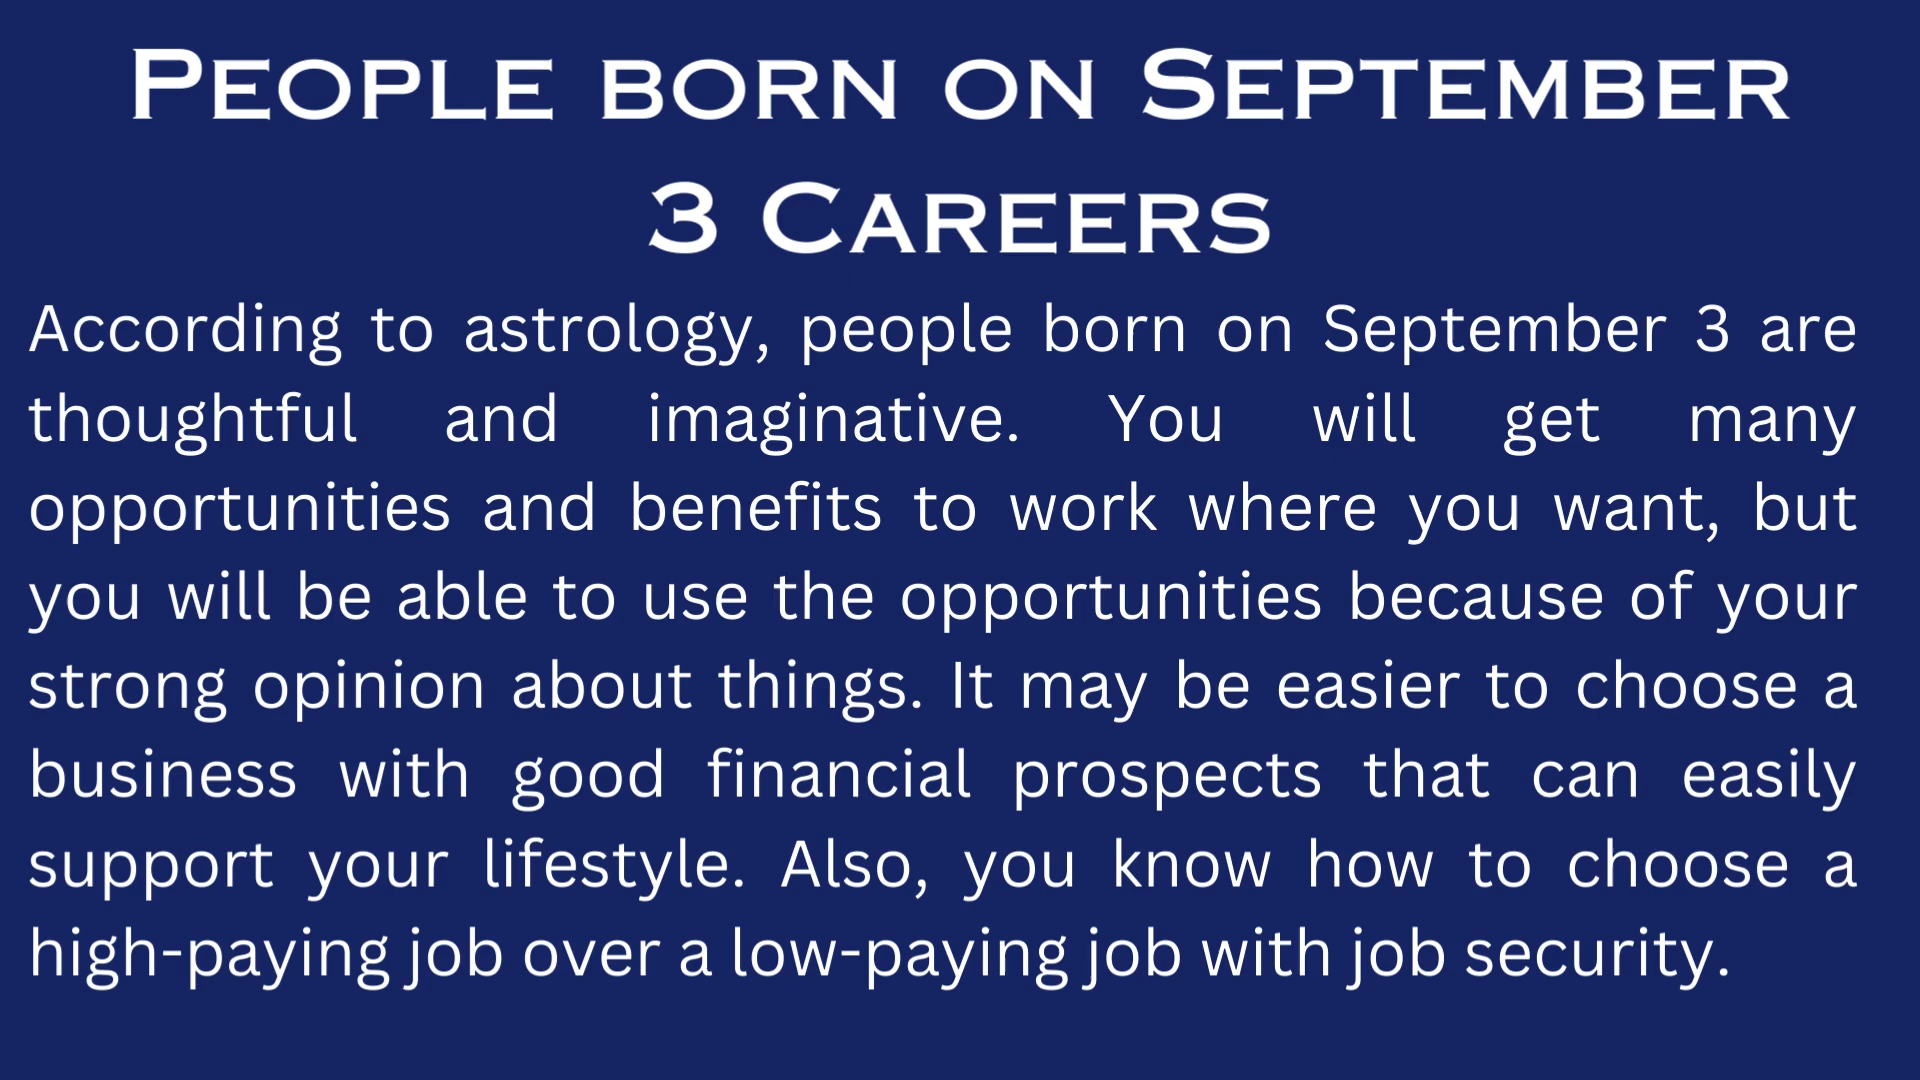 People born on September
3 Careers
According to astrology, people born on September 3 are
thoughtful and imaginative. You will get many
opportunities and benefits to work where you want, but
you will be able to use the opportunities because of your
strong opinion about things. It may be easier to choose a
business with good financial prospects that can easily
support your lifestyle. Also, you know how to choose a
high-paying job over a low-paying job with job security.